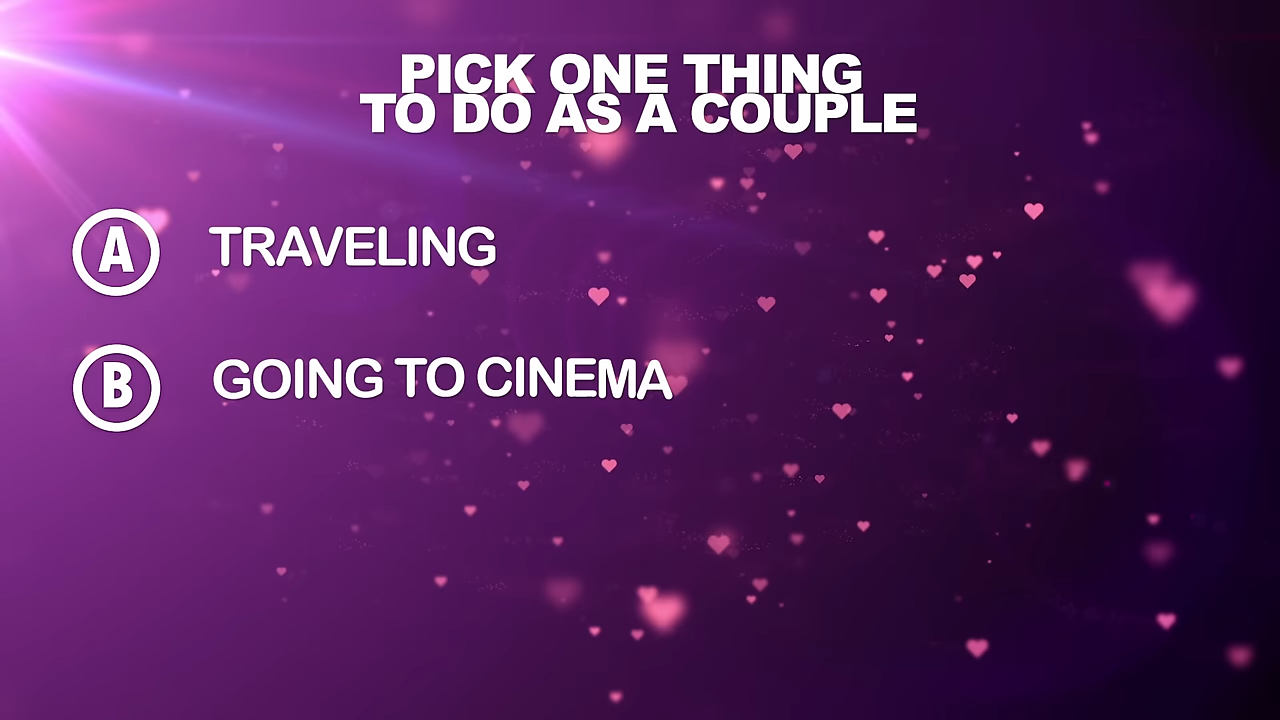 PICK ONE THING
TO DO AS A COUPLE
A TRAVELING
B GOING TO CINEMA